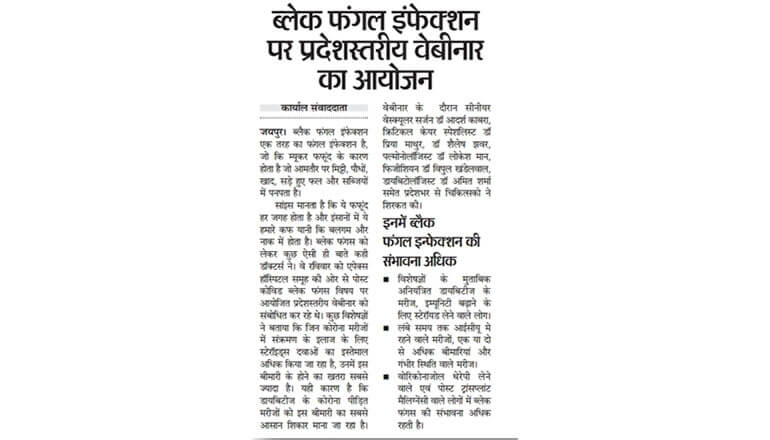 ब्लेक फंगल इंफेक्शन
पर प्रदेशस्तरीय वेबीनार
का आयोजन
कार्याल संवाददाता
जयपुर। ब्लैक फंगल इंफेक्शन
एक तरह का फंगल इंफेक्शन है,
जो कि म्यूकर फफूंद के कारण
होता है जो आमतौर पर मिट्टी, पौधों,
खाद, सड़े हुए फल और सब्जियों
में पनपता है।
सांइस मानता है कि ये फफूंद
हर जगह होता है और इंसानों में ये
हमारे कफ यानी कि बलगम और
नाक में होता है। ब्लेक फंगस को
लेकर कुछ ऐसी ही बाते कही
डॉक्टर्स ने। वे रविवार को एपेक्स
हॉस्पिटल समूह की ओर से पोस्ट
कोविड ब्लेक फंगस विषय पर
आयोजित प्रदेशस्तरीय वेबीनार को
संबोधित कर रहे थे। कुछ विशेषज्ञों
ने बताया कि जिन कोरोना मरीजों
में संक्रमण के इलाज के लिए
स्टेरॉइड्स दवाओं का इस्तेमाल
अधिक किया जा रहा है, उनमें इस
बीमारी के होने का खतरा सबसे
ज्यादा है। यही कारण है कि
डायबिटीज के कोरोना पीड़ित
मरीजों को इस बीमारी का सबसे
आसान शिकार माना जा रहा है।
वेबीनार के दौरान सीनीयर
वेस्क्यूलर सर्जन डॉ आदर्श काबरा,
क्रिटिकल केयर स्पेशलिस्ट डॉ
प्रिया माथुर, डॉ शैलेष झवर,
पल्मोनोलॉजिस्ट डॉ लोकेश मान,
फिजीशियन डॉ विपुल खंडेलवाल,
डायबिटोलॉजिस्ट डॉ अमित शर्मा
समेत प्रदेशभर से चिकित्सको ने
शिरकत की।
इनमें ब्लैक
फंगल इन्फेक्शन की
संभावना अधिक
■ विशेषज्ञों के मुताबिक
अनियंत्रित डायबिटीज के
मरीज, इम्यूनिटी बढ़ाने के
लिए स्टेरॉयड लेने वाले लोग।
■ लंबे समय तक आईसीयू मे
रहने वाले मरीजों, एक या दो
से अधिक बीमारियां और
गंभीर स्थिति वाले मरीज।
■ वोरिकोनाजोल थेरेपी लेने
वाले एवं पोस्ट ट्रांसप्लांट
मैलिग्नेंसी वाले लोगों में ब्लेक
फंगस की संभावना अधिक
रहती है।